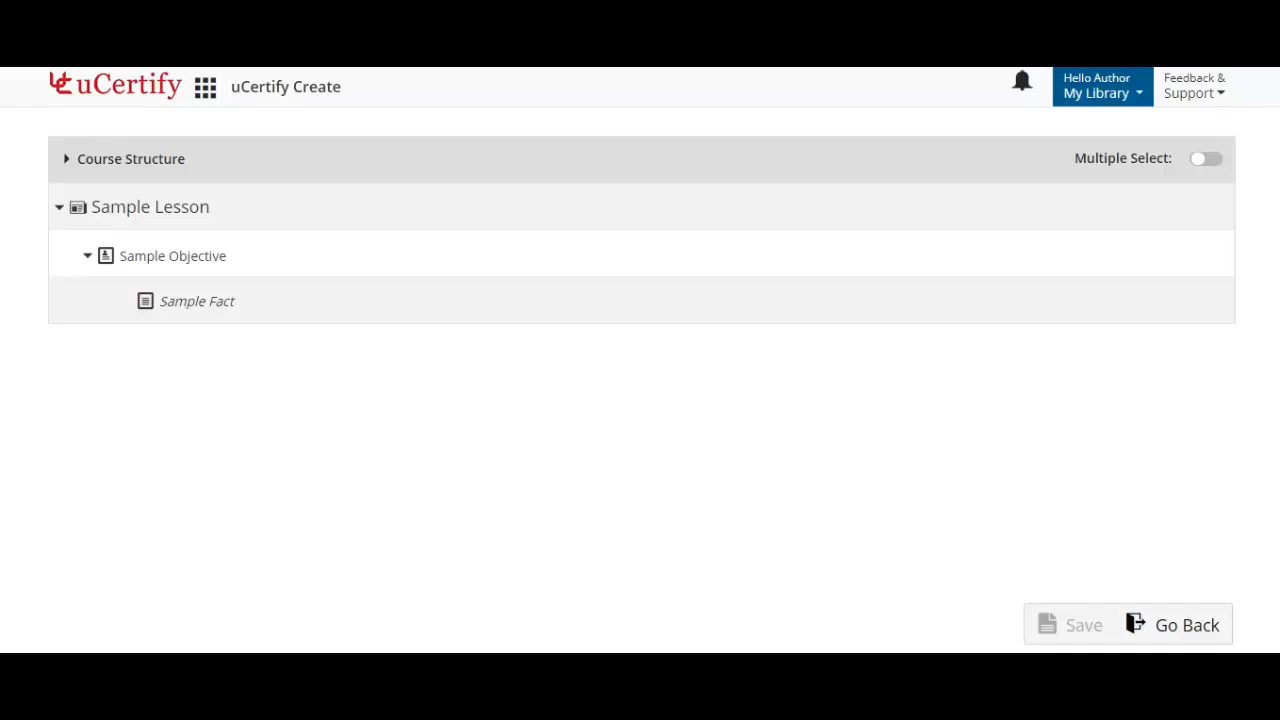 uCertify
uCertify Create
Hello Author
My Library
Feedback &
Support
Course Structure
Multiple Select:
Sample Lesson
Sample Objective
Sample Fact
Save
Go Back